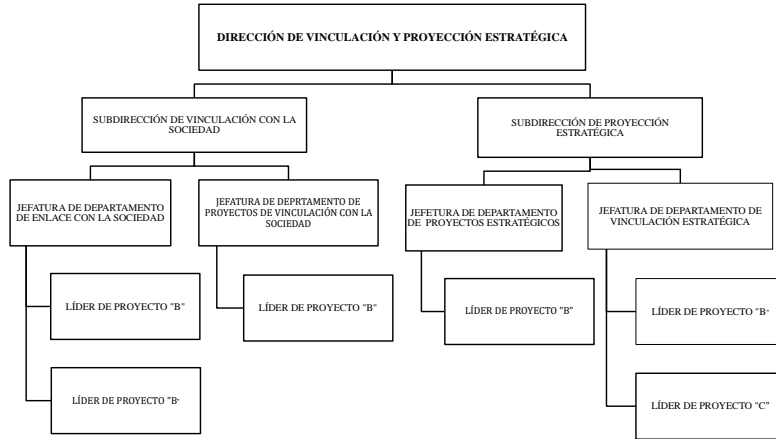 DIRECCIÓN DE VINCULACIÓN Y PROYECCIÓN ESTRATÉGICA
SUBDIRECCIÓN DE VINCULACIÓN CON LA
SOCIEDAD
SUBDIRECCIÓN DE PROYECCIÓN
ESTRATÉGICA
JEFATURA DE DEPARTAMENTO
DE ENLACE CON LA SOCIEDAD
JEFATURA DE DEPRTAMENTO DE
PROYECTOS DE VINCULACIÓN CON LA
SOCIEDAD
JEFETURA DE DEPARTAMENTO
DE PROYECTOS ESTRATÉGICOS
JEFATURA DE DEPARTAMENTO DE
VINCULACIÓN ESTRATÉGICA
LÍDER DE PROYECTO "B"
LÍDER DE PROYECTO "B"
LÍDER DE PROYECTO "B"
LÍDER DE PROYECTO "B"
LÍDER DE PROYECTO "B"
LÍDER DE PROYECTO "C"